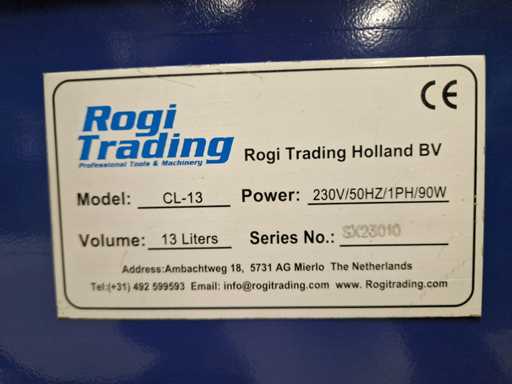 Rogi
Trading
Professional Tools & Machinery
CE
Rogi Trading Holland BV
Model: CL-13 Power: 230V/50HZ/1PH/90W
Volume: 13 Liters Series No.: SX23010
Address:Ambachtweg 18, 5731 AG Mierlo The Netherlands
Tel:(+31) 492 599593 Email: info@rogitrading.com www. Rogitrading.com